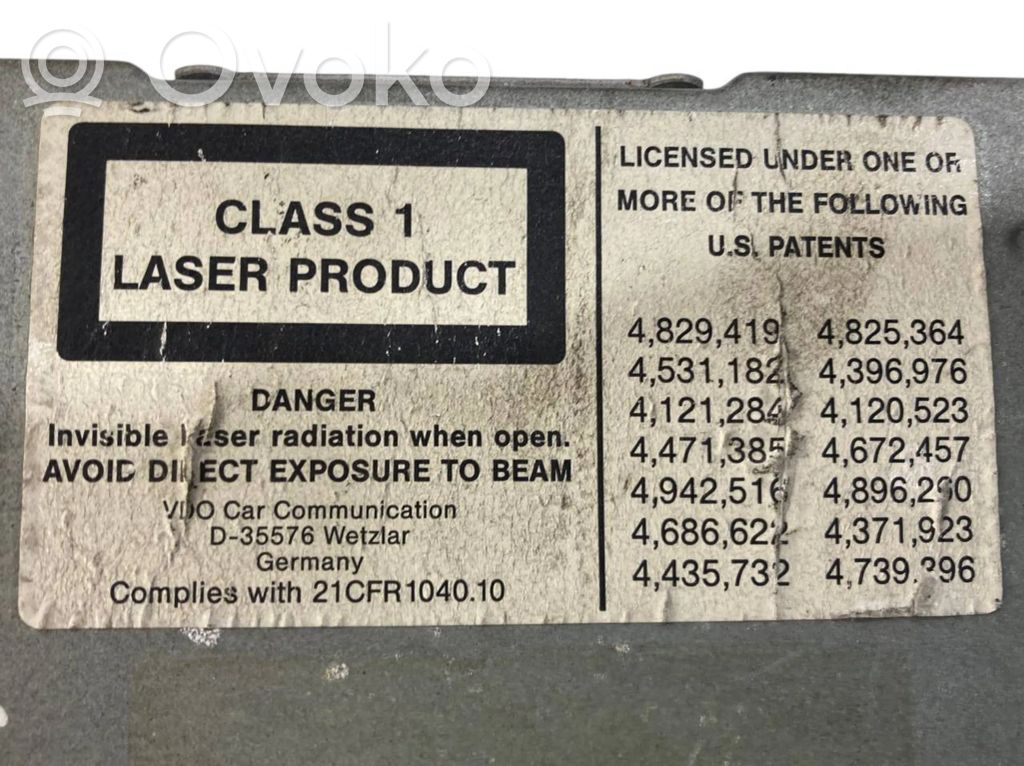 Ovoko
CLASS 1
LASER PRODUCT
DANGER
Invisible laser radiation when open.
AVOID DIRECT EXPOSURE TO BEAM
VDO Car Communication
D-35576 Wetzlar
Germany
Complies with 21CFR1040.10
LICENSED UNDER ONE OR
MORE OF THE FOLLOWING
U.S. PATENTS
4,829,419 4,825,364
4,531,182 4,396,976
4,121,284 4,120,523
4,471,385 4,672,457
4,942,516 4,896,290
4,686,622 4,371,923
4,435,732